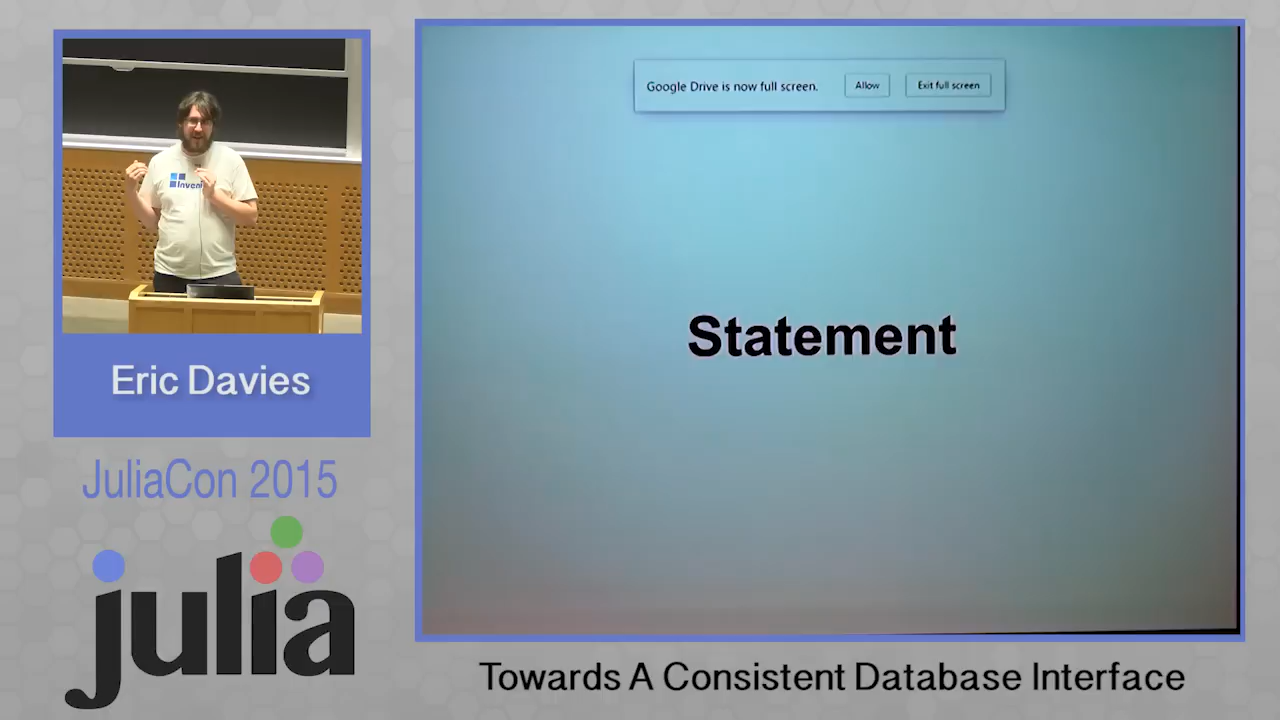 Inveni
Eric Davies
JuliaCon 2015
julia
Google Drive is now full screen.
Allow
Exit full screen
Statement
Towards A Consistent Database Interface